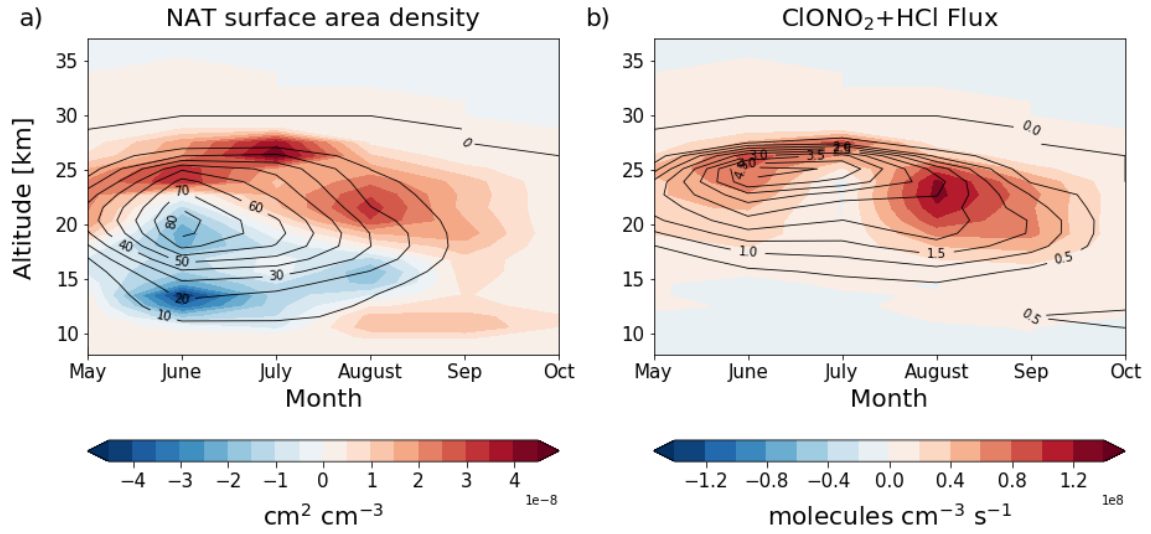 a) NAT surface area density
b) ClONO₂+HCl Flux
Altitude [km]
35
30
25
20
15
10
0
70
60
80
40
50
30
20
10
May June July August Sep Oct
Month
−4 −3 −2 −1 0 1 2 3 4
1e−8
cm² cm⁻³
35
30
25
20
15
10
0.0
3.0
2.0
3.5
1.0
1.5
0.5
0.5
May June July August Sep Oct
Month
−1.2 −0.8 −0.4 0.0 0.4 0.8 1.2
1e8
molecules cm⁻³ s⁻¹